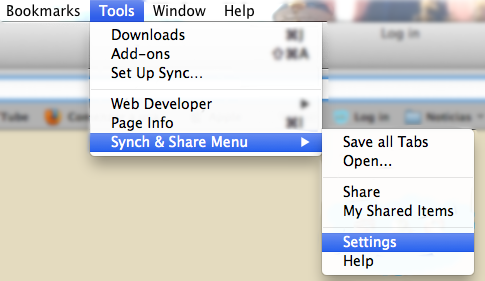 Bookmarks Tools Window Help
Log in
Downloads ⌘J
Add-ons ⇧⌘A
Set Up Sync...
Web Developer
Page Info ⌘I
Synch & Share Menu
Tube
Log in
Noticias
Save all Tabs
Open...
Share
My Shared Items
Settings
Help